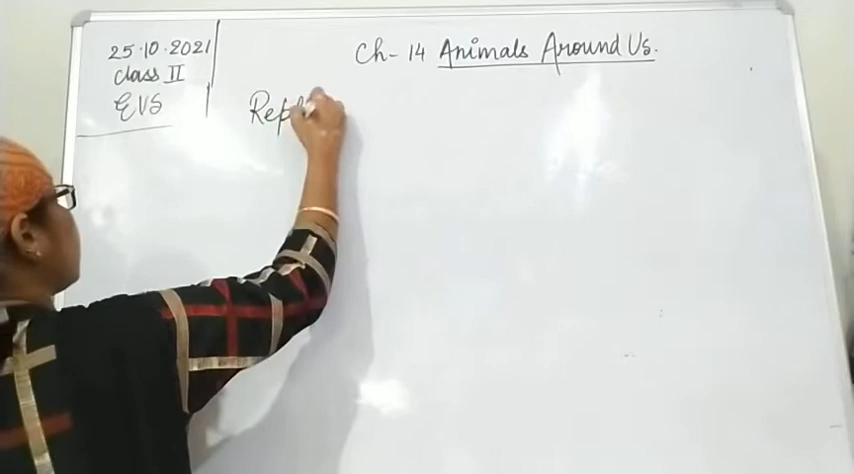 25.10.2021
Class II
EVS
Ch- 14 Animals Around Us.
Rep